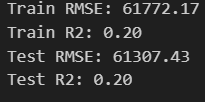 Train RMSE: 61772.17
Train R2: 0.20
Test RMSE: 61307.43
Test R2: 0.20